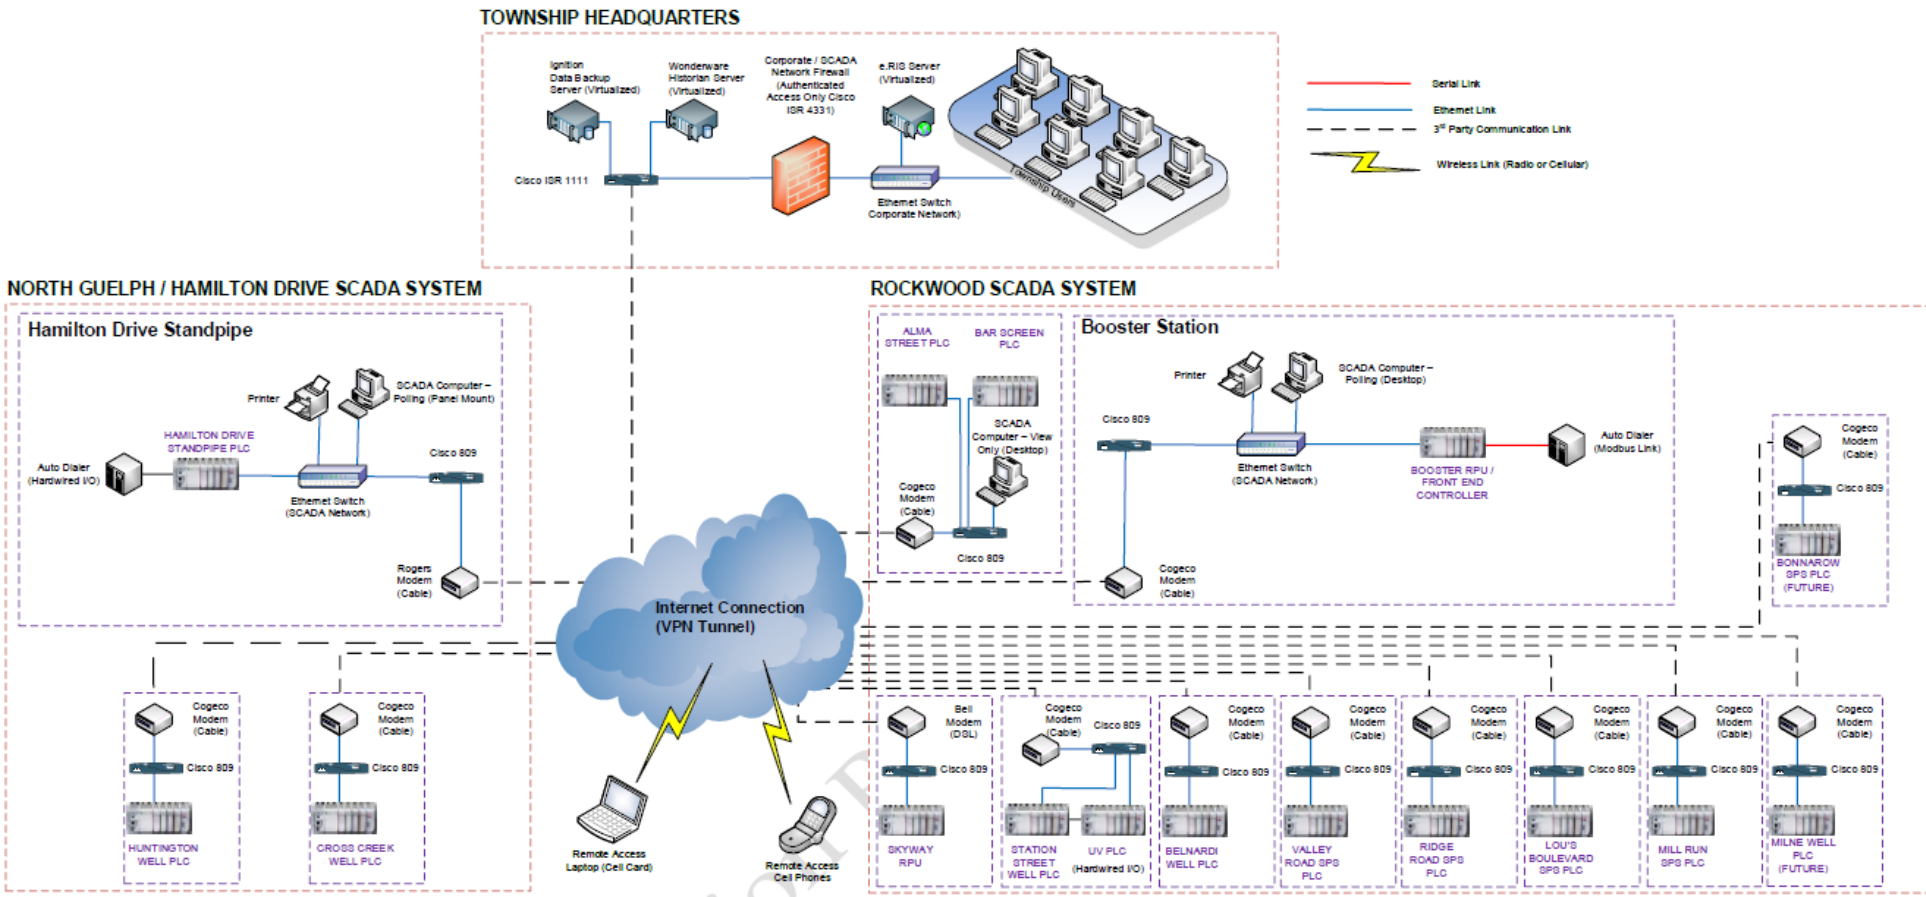 TOWNSHIP HEADQUARTERS
Ignition
Data Backup
Server (Virtualized)
Wonderware
Historian Server
(Virtualized)
Corporate / SCADA
Network Firewall
(Authenticated
Access Only Cisco
ISR 4331)
e.RIS Server
(Virtualized)
Cisco ISR 1111
Ethernet Switch
Corporate Network)
Township Users
Serial Link
Ethernet Link
3rd Party Communication Link
Wireless Link (Radio or Cellular)
NORTH GUELPH / HAMILTON DRIVE SCADA SYSTEM
Hamilton Drive Standpipe
Printer
SCADA Computer –
Polling (Panel Mount)
HAMILTON DRIVE
STANDPIPE PLC
Auto Dialer
(Hardwired I/O)
Cisco 809
Ethernet Switch
(SCADA Network)
Rogers
Modem
(Cable)
Cogeco
Modem
(Cable)
Cisco 809
HUNTINGTON
WELL PLC
Cogeco
Modem
(Cable)
Cisco 809
CROSS CREEK
WELL PLC
Internet Connection
(VPN Tunnel)
Remote Access
Laptop (Cell Card)
Remote Access
Cell Phones
ROCKWOOD SCADA SYSTEM
ALMA
STREET PLC
BAR SCREEN
PLC
SCADA
Computer – View
Only (Desktop)
Cogeco
Modem
(Cable)
Cisco 809
Booster Station
Printer
SCADA Computer –
Polling (Desktop)
Cisco 809
Ethernet Switch
(SCADA Network)
BOOSTER RPU /
FRONT END
CONTROLLER
Auto Dialer
(Modbus Link)
Cogeco
Modem
(Cable)
Cogeco
Modem
(Cable)
Cisco 809
BONNAROW
SPS PLC
(FUTURE)
Bell
Modem
(DSL)
Cisco 809
SKYWAY
RPU
Cogeco
Modem
(Cable)
Cisco 809
STATION
STREET
WELL PLC
UV PLC
(Hardwired I/O)
Cogeco
Modem
(Cable)
Cisco 809
BELNARDI
WELL PLC
Cogeco
Modem
(Cable)
Cisco 809
VALLEY
ROAD SPS
PLC
Cogeco
Modem
(Cable)
Cisco 809
RIDGE
ROAD SPS
PLC
Cogeco
Modem
(Cable)
Cisco 809
LOU'S
BOULEVARD
SPS PLC
Cogeco
Modem
(Cable)
Cisco 809
MILL RUN
SPS PLC
Cogeco
Modem
(Cable)
Cisco 809
MILNE WELL
PLC
(FUTURE)